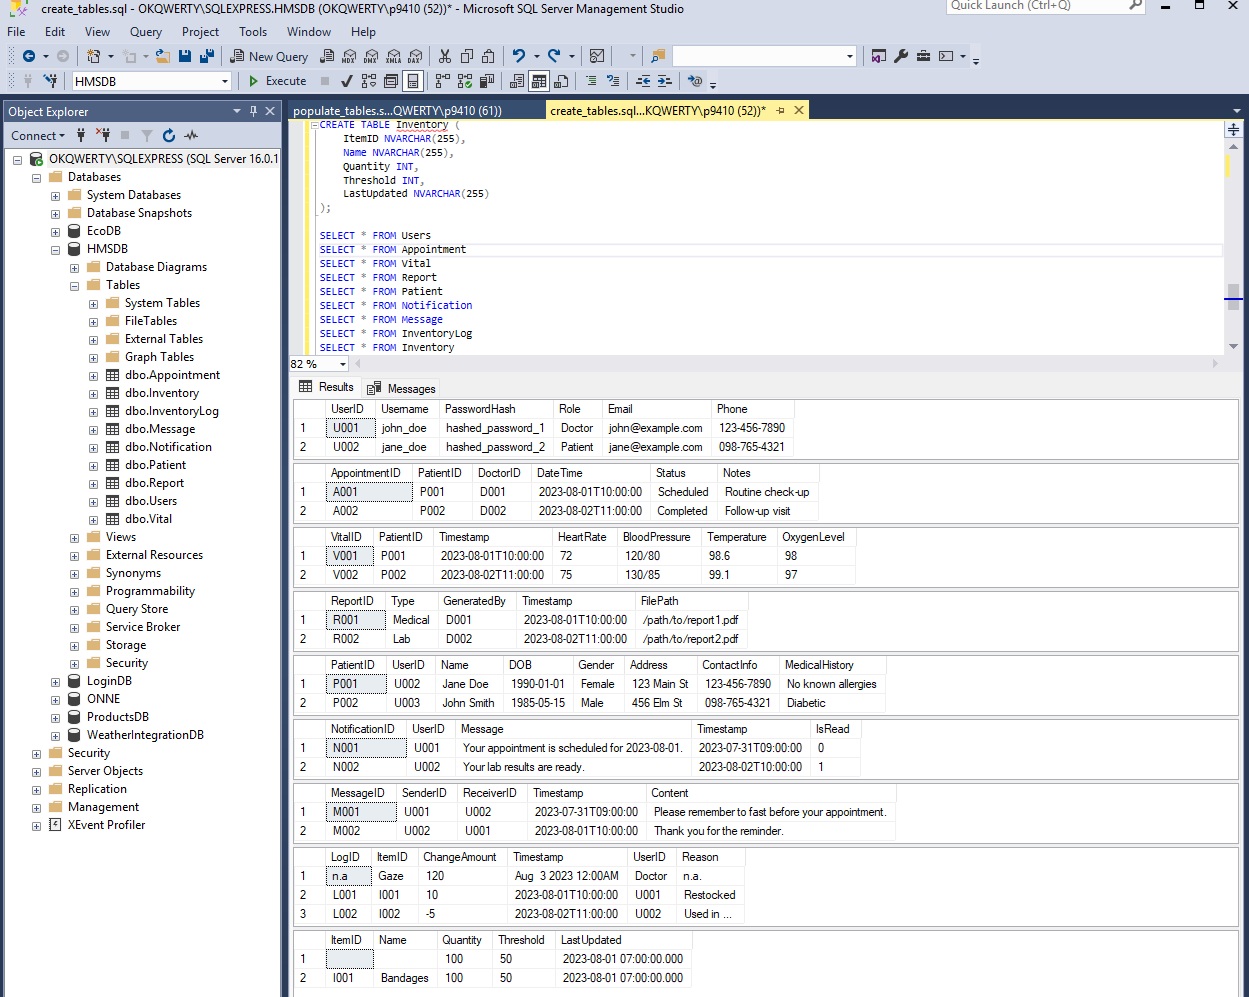 create_tables.sql - OKQWERTY\SQLEXPRESS.HMSDB (OKQWERTY\p9410 (52))* - Microsoft SQL Server Management Studio
Quick Launch (Ctrl+Q)
File Edit View Query Project Tools Window Help
New Query MDX DMX XMLA DAX
HMSDB Execute
Object Explorer
Connect
OKQWERTY\SQLEXPRESS (SQL Server 16.0.1
Databases
System Databases
Database Snapshots
EcoDB
HMSDB
Database Diagrams
Tables
System Tables
FileTables
External Tables
Graph Tables
dbo.Appointment
dbo.Inventory
dbo.InventoryLog
dbo.Message
dbo.Notification
dbo.Patient
dbo.Report
dbo.Users
dbo.Vital
Views
External Resources
Synonyms
Programmability
Query Store
Service Broker
Storage
Security
LoginDB
ONNE
ProductsDB
WeatherIntegrationDB
Security
Server Objects
Replication
Management
XEvent Profiler
populate_tables.s...QWERTY\p9410 (61)) create_tables.sql...KQWERTY\p9410 (52))*
CREATE TABLE Inventory (
ItemID NVARCHAR(255),
Name NVARCHAR(255),
Quantity INT,
Threshold INT,
LastUpdated NVARCHAR(255)
);
SELECT * FROM Users
SELECT * FROM Appointment
SELECT * FROM Vital
SELECT * FROM Report
SELECT * FROM Patient
SELECT * FROM Notification
SELECT * FROM Message
SELECT * FROM InventoryLog
SELECT * FROM Inventory
82 %
Results Messages
UserID Username PasswordHash Role Email Phone
1 U001 john_doe hashed_password_1 Doctor john@example.com 123-456-7890
2 U002 jane_doe hashed_password_2 Patient jane@example.com 098-765-4321
AppointmentID PatientID DoctorID DateTime Status Notes
1 A001 P001 D001 2023-08-01T10:00:00 Scheduled Routine check-up
2 A002 P002 D002 2023-08-02T11:00:00 Completed Follow-up visit
VitalID PatientID Timestamp HeartRate BloodPressure Temperature OxygenLevel
1 V001 P001 2023-08-01T10:00:00 72 120/80 98.6 98
2 V002 P002 2023-08-02T11:00:00 75 130/85 99.1 97
ReportID Type GeneratedBy Timestamp FilePath
1 R001 Medical D001 2023-08-01T10:00:00 /path/to/report1.pdf
2 R002 Lab D002 2023-08-02T11:00:00 /path/to/report2.pdf
PatientID UserID Name DOB Gender Address ContactInfo MedicalHistory
1 P001 U002 Jane Doe 1990-01-01 Female 123 Main St 123-456-7890 No known allergies
2 P002 U003 John Smith 1985-05-15 Male 456 Elm St 098-765-4321 Diabetic
NotificationID UserID Message Timestamp IsRead
1 N001 U001 Your appointment is scheduled for 2023-08-01. 2023-07-31T09:00:00 0
2 N002 U002 Your lab results are ready. 2023-08-02T10:00:00 1
MessageID SenderID ReceiverID Timestamp Content
1 M001 U001 U002 2023-07-31T09:00:00 Please remember to fast before your appointment.
2 M002 U002 U001 2023-08-01T10:00:00 Thank you for the reminder.
LogID ItemID ChangeAmount Timestamp UserID Reason
1 n.a Gaze 120 Aug 3 2023 12:00AM Doctor n.a.
2 L001 I001 10 2023-08-01T10:00:00 U001 Restocked
3 L002 I002 -5 2023-08-02T11:00:00 U002 Used in ...
ItemID Name Quantity Threshold LastUpdated
1 100 50 2023-08-01 07:00:00.000
2 I001 Bandages 100 50 2023-08-01 07:00:00.000